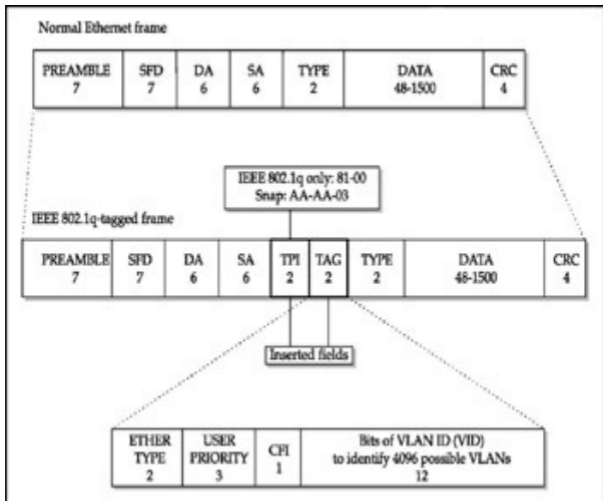 Normal Ethernet frame
PREAMBLE SFD DA SA TYPE DATA CRC
7 7 6 6 2 48-1500 4
IEEE 802.1q only: 81-00
Snap: AA-AA-03
IEEE 802.1q-tagged frame
PREAMBLE SFD DA SA TPI TAG TYPE DATA CRC
7 7 6 6 2 2 2 48-1500 4
Inserted fields
ETHER USER Bits of VLAN ID (VID)
TYPE PRIORITY CFI to identify 4096 possible VLANs
2 3 1 12